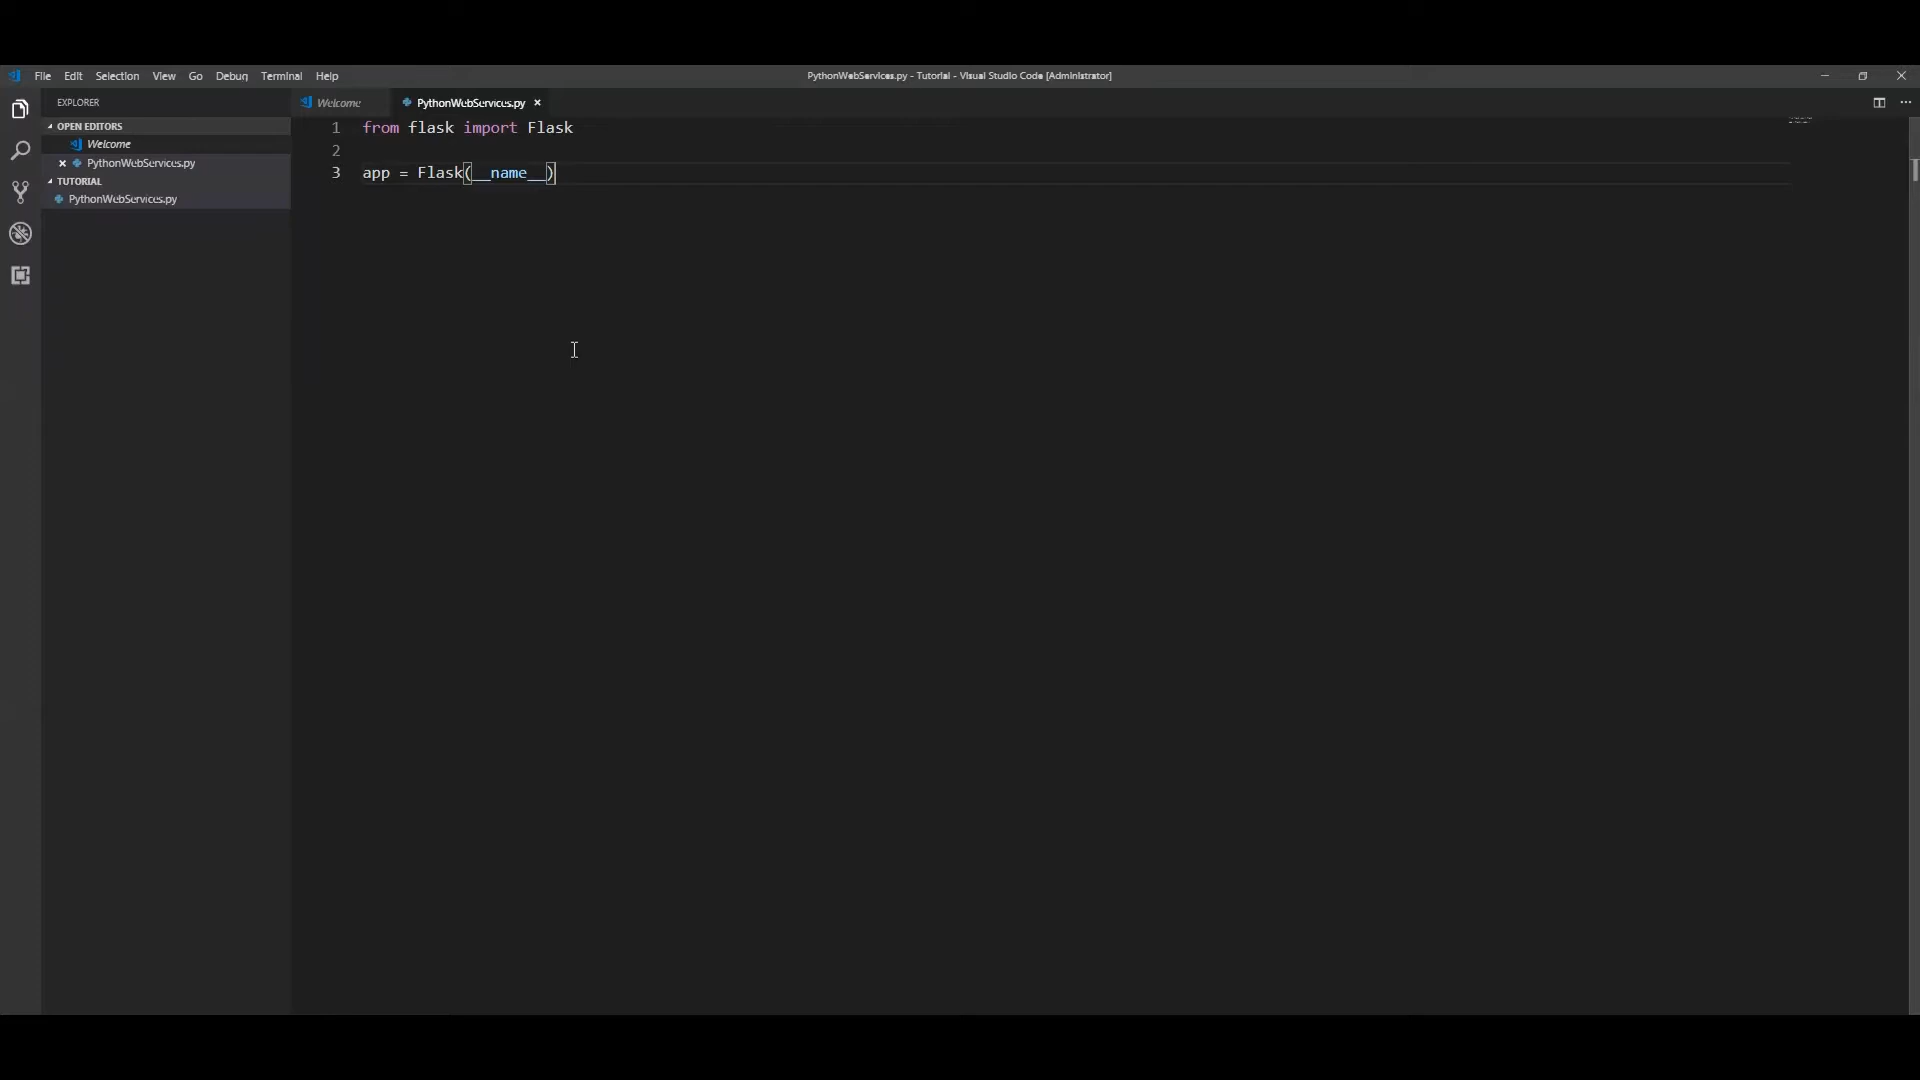 File Edit Selection View Go Debug Terminal Help
PythonWebServices.py - Tutorial - Visual Studio Code [Administrator]
EXPLORER
OPEN EDITORS
Welcome
PythonWebServices.py
TUTORIAL
PythonWebServices.py
Welcome
PythonWebServices.py
1 from flask import Flask
2
3 app = Flask(__name__)